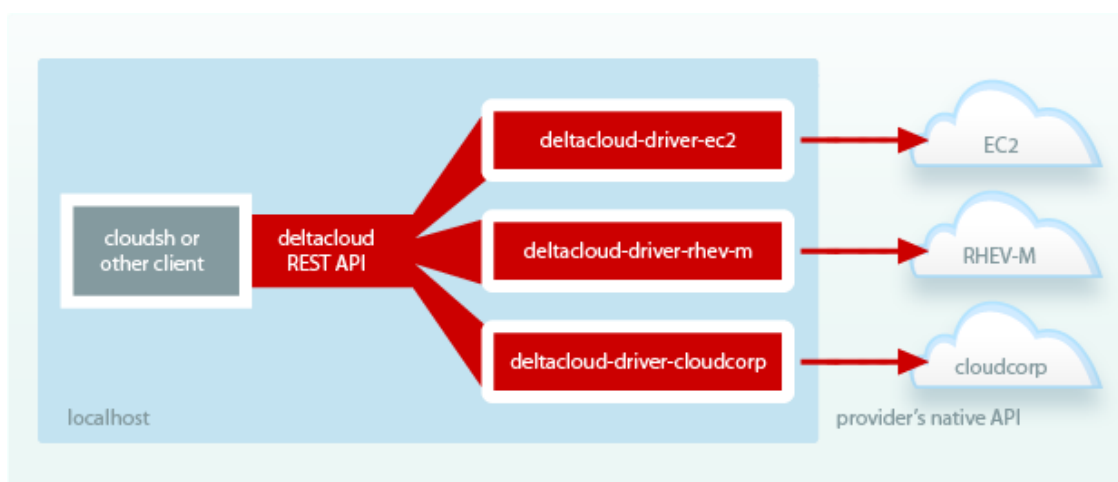 cloudsh or
other client
deltacloud
REST API
deltacloud-driver-ec2
deltacloud-driver-rhev-m
deltacloud-driver-cloudcorp
EC2
RHEV-M
cloudcorp
localhost
provider's native API